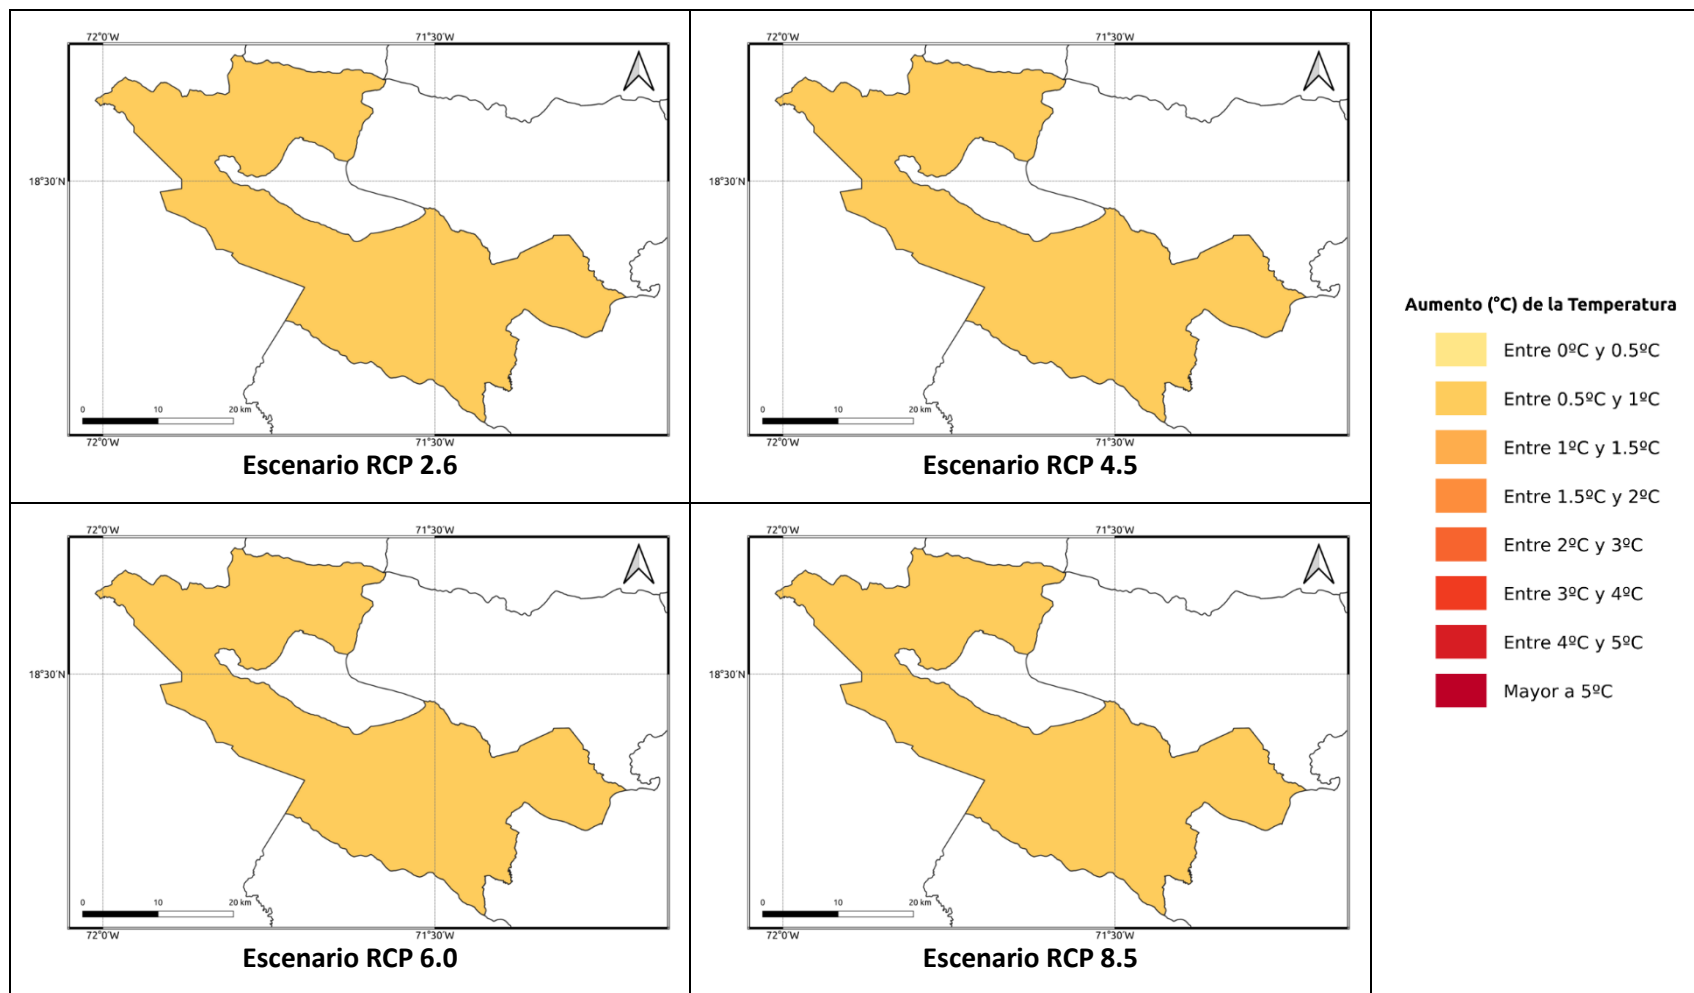 72°0'W 71°30'W
18°30'N
0 10 20 km
72°0'W 71°30'W
Escenario RCP 2.6
72°0'W 71°30'W
18°30'N
0 10 20 km
72°0'W 71°30'W
Escenario RCP 4.5
72°0'W 71°30'W
18°30'N
0 10 20 km
72°0'W 71°30'W
Escenario RCP 6.0
72°0'W 71°30'W
18°30'N
0 10 20 km
72°0'W 71°30'W
Escenario RCP 8.5
Aumento (°C) de la Temperatura
Entre 0ºC y 0.5ºC
Entre 0.5ºC y 1ºC
Entre 1ºC y 1.5ºC
Entre 1.5ºC y 2ºC
Entre 2ºC y 3ºC
Entre 3ºC y 4ºC
Entre 4ºC y 5ºC
Mayor a 5ºC